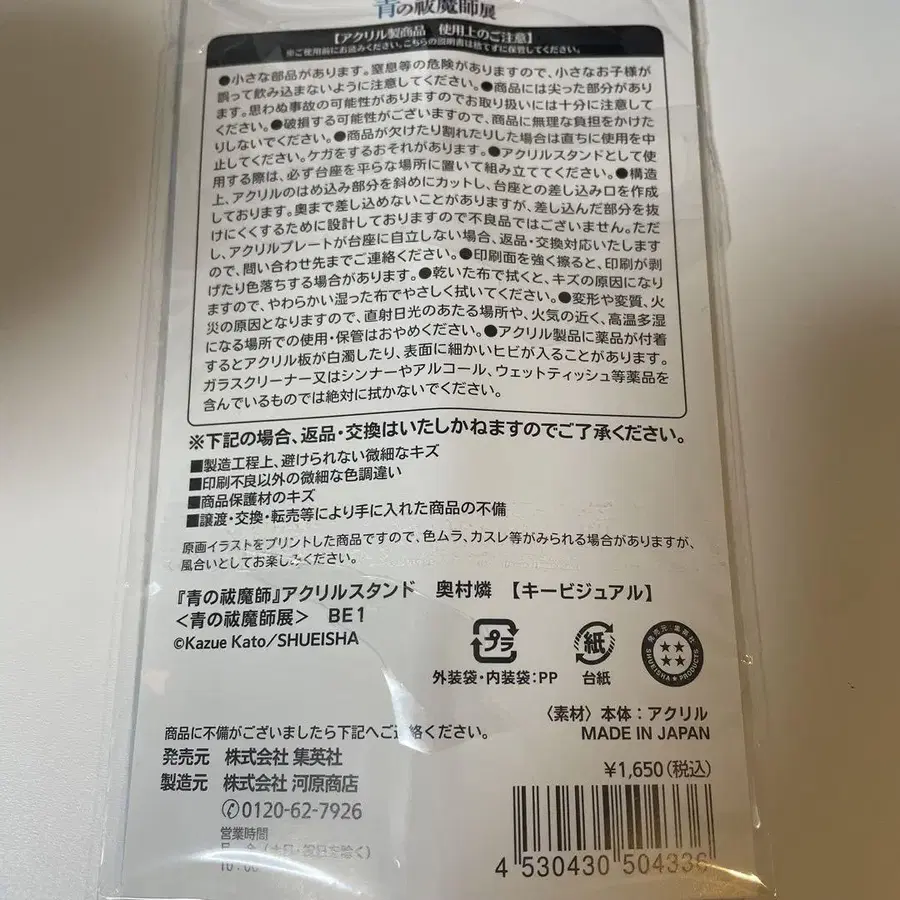 青の祓魔師展
【アクリル製商品　使用上のご注意】
※ご使用前にお読みください。こちらの説明書は捨てずに保管してください。
●小さな部品があります。窒息等の危険がありますので、小さなお子様が
誤って飲み込まないように注意してください。●商品には尖った部分があり
ます。思わぬ事故の可能性がありますのでお取り扱いには十分に注意して
ください。●破損する可能性がございますので、商品に無理な負担をかけた
りしないでください。●商品が欠けたり割れたりした場合は直ちに使用を中
止してください。ケガをするおそれがあります。●アクリルスタンドとして使
用する際は、必ず台座を平らな場所に置いて組み立ててください。●構造
上、アクリルのはめ込み部分を斜めにカットし、台座との差し込み口を作成
しております。奥まで差し込めないことがありますが、差し込んだ部分を抜
けにくくするために設計しておりますので不良品ではございません。ただ
し、アクリルプレートが台座に自立しない場合、返品・交換対応いたします
ので、問い合わせ先までご連絡ください。●印刷面を強く擦ると、印刷が剥
げたり色落ちする場合があります。●乾いた布で拭くと、キズの原因になり
ますので、やわらかい湿った布でやさしく拭いてください。●変形や変質、火
災の原因となりますので、直射日光のあたる場所や、火気の近く、高温多湿
になる場所での使用・保管はおやめください。●アクリル製品に薬品が付着
するとアクリル板が白濁したり、表面に細かいヒビが入ることがあります。
ガラスクリーナー又はシンナーやアルコール、ウェットティッシュ等薬品を
含んでいるものでは絶対に拭かないでください。
※下記の場合、返品・交換はいたしかねますのでご了承ください。
■製造工程上、避けられない微細なキズ
■印刷不良以外の微細な色調違い
■商品保護材のキズ
■譲渡・交換・転売等により手に入れた商品の不備
原画イラストをプリントした商品ですので、色ムラ、カスレ等がみられる場合がありますが、
風合いとしてお楽しみください。
『青の祓魔師』アクリルスタンド　奥村燐　【キービジュアル】
＜青の祓魔師展＞　BE1
©Kazue Kato/SHUEISHA
プラ
外装袋・内装袋：PP
紙
台紙
発売元：集英社
SHUEISHA PRODUCTS
〈素材〉本体：アクリル
MADE IN JAPAN
商品に不備がございましたら下記へご連絡ください。
発売元　株式会社 集英社
製造元　株式会社 河原商店
0120-62-7926
営業時間
¥1,650（税込）
4 530430 504336